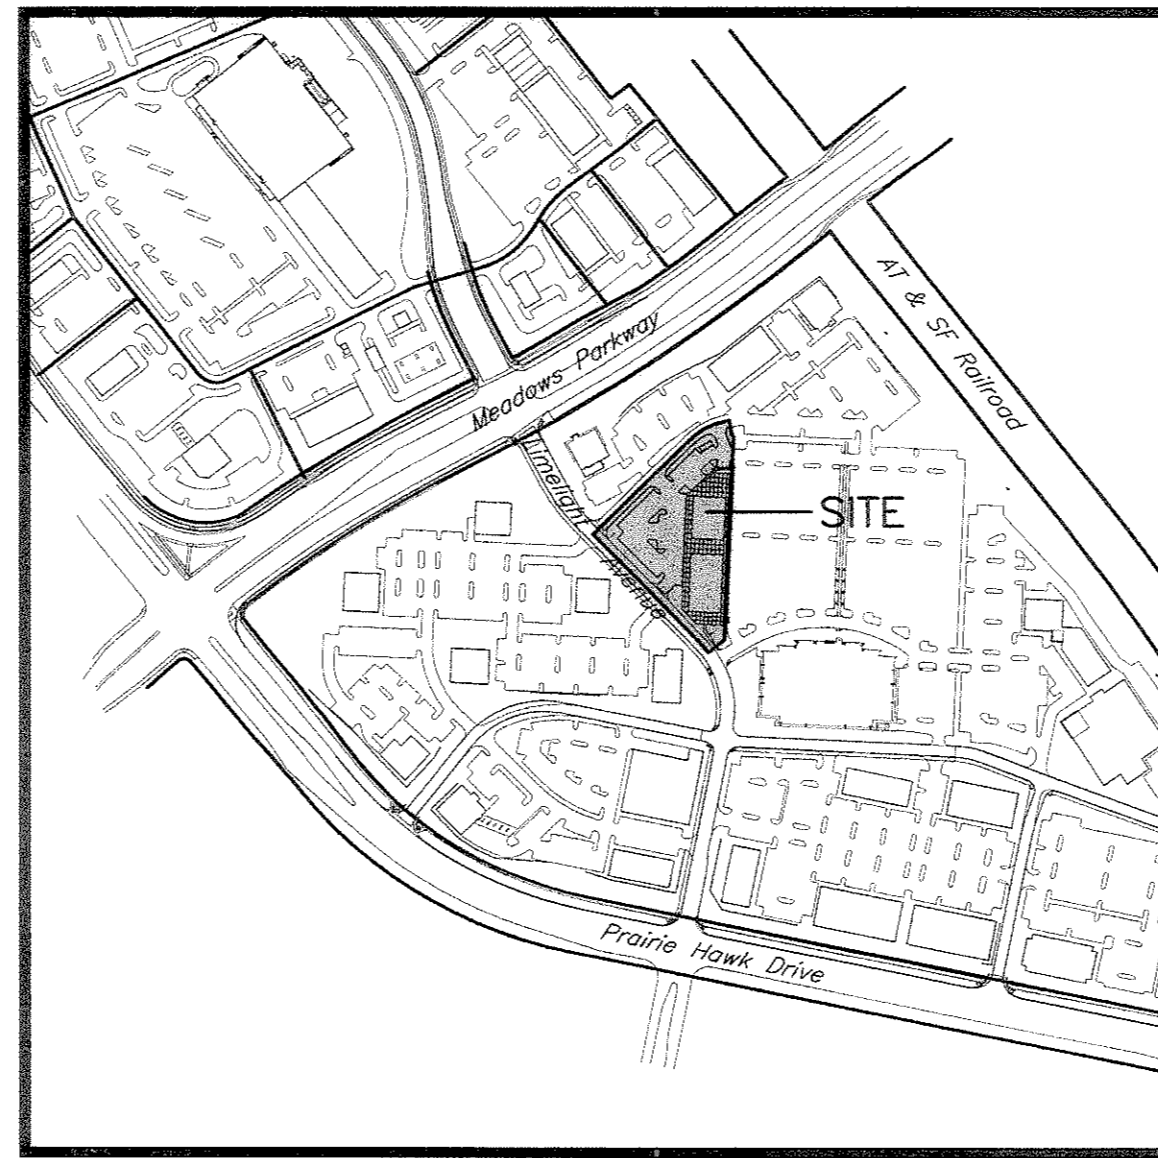 AT & SF Railroad
Meadows Parkway
Limelight Avenue
SITE
Prairie Hawk Drive